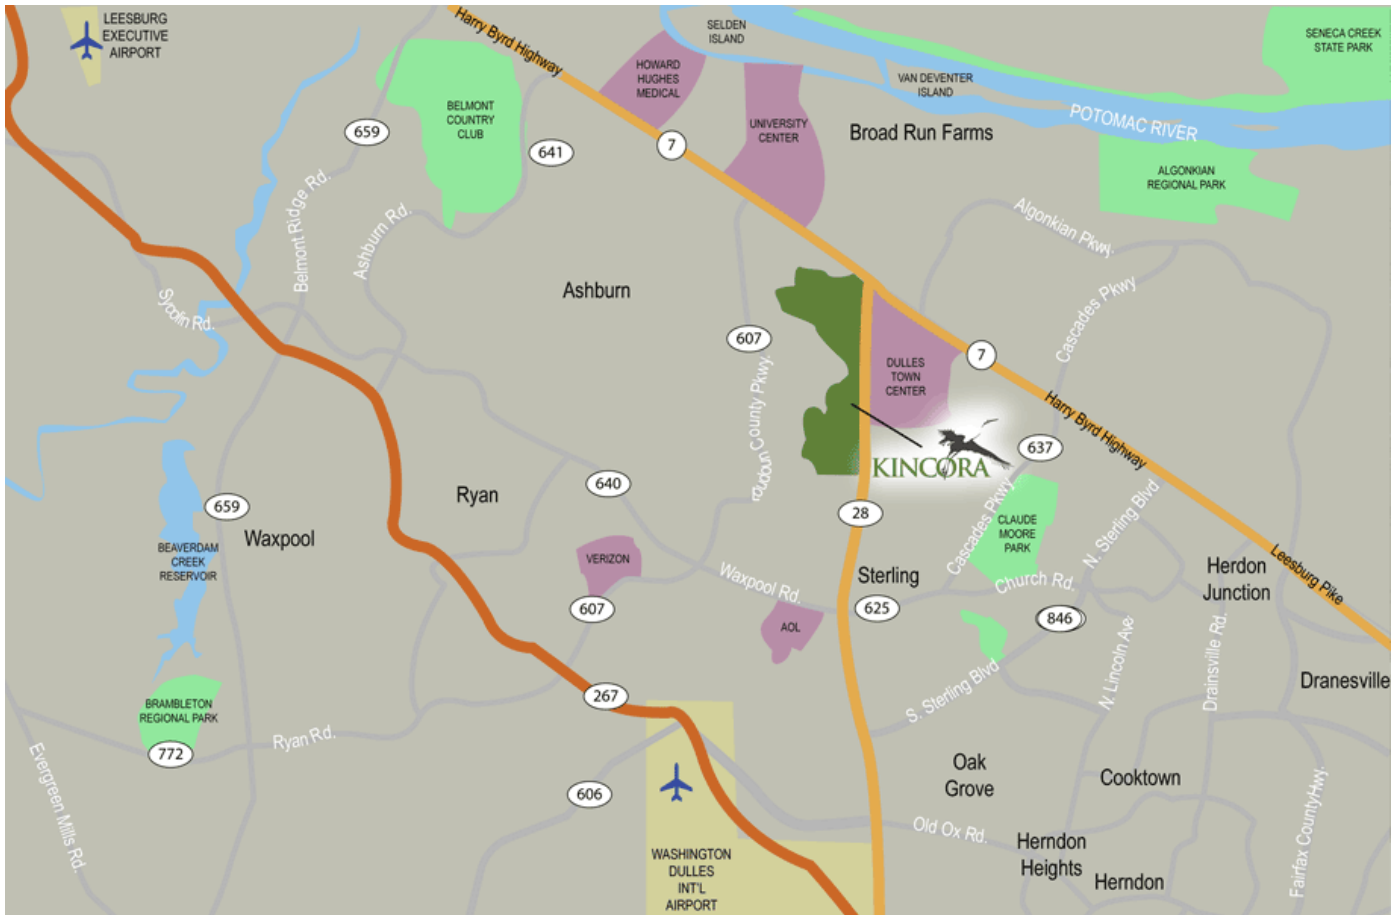 LEESBURG
EXECUTIVE
AIRPORT
Harry Byrd Highway
SELDEN
ISLAND
SENECA CREEK
STATE PARK
HOWARD
HUGHES
MEDICAL
VAN DEVENTER
ISLAND
BELMONT
COUNTRY
CLUB
POTOMAC RIVER
UNIVERSITY
CENTER
Broad Run Farms
659
641
7
ALGONKIAN
REGIONAL PARK
Belmont Ridge Rd.
Ashburn Rd.
Algonkian Pkwy.
Ashburn
Sycolin Rd.
Cascades Pkwy
607
7
DULLES
TOWN
CENTER
oudoun County Pkwy.
Harry Byrd Highway
KINCORA
637
640
Ryan
659
28
Cascades Pkwy.
CLAUDE
MOORE
PARK
N. Sterling Blvd
Waxpool
BEAVERDAM
CREEK
RESERVOIR
VERIZON
Waxpool Rd.
Sterling
Church Rd.
Herdon
Junction
Leesburg Pike
607
625
846
AOL
N. Lincoln Ave
Drainsville Rd.
Dranesville
S. Sterling Blvd
267
BRAMBLETON
REGIONAL PARK
772
Ryan Rd.
Evergreen Mills Rd.
606
Oak
Grove
Cooktown
Old Ox Rd.
Fairfax CountyHwy.
Herndon
Heights
Herndon
WASHINGTON
DULLES
INT'L
AIRPORT